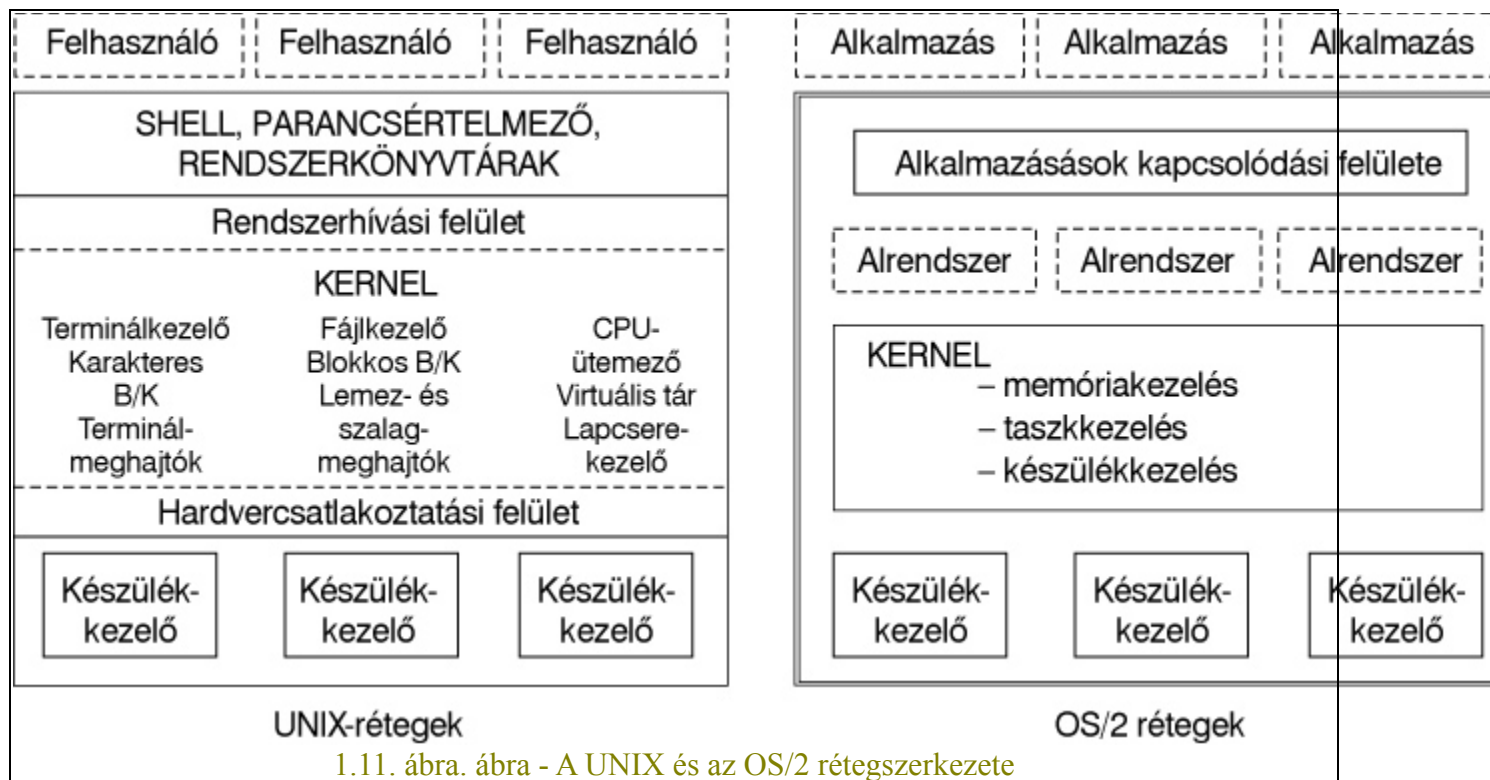 Felhasználó Felhasználó Felhasználó
SHELL, PARANCSÉRTELMEZŐ,
RENDSZERKÖNYVTÁRAK
Rendszerhívási felület
KERNEL
Terminálkezelő
Karakteres
B/K
Terminál-
meghajtók
Fájlkezelő
Blokkos B/K
Lemez- és
szalag-
meghajtók
CPU-
ütemező
Virtuális tár
Lapcsere-
kezelő
Hardvercsatlakoztatási felület
Készülék-
kezelő
Készülék-
kezelő
Készülék-
kezelő
UNIX-rétegek
Alkalmazás Alkalmazás Alkalmazás
Alkalmazásások kapcsolódási felülete
Alrendszer Alrendszer Alrendszer
KERNEL
– memóriakezelés
– taszkkezelés
– készülékkezelés
Készülék-
kezelő
Készülék-
kezelő
Készülék-
kezelő
OS/2 rétegek
1.11. ábra. ábra - A UNIX és az OS/2 rétegszerkezete